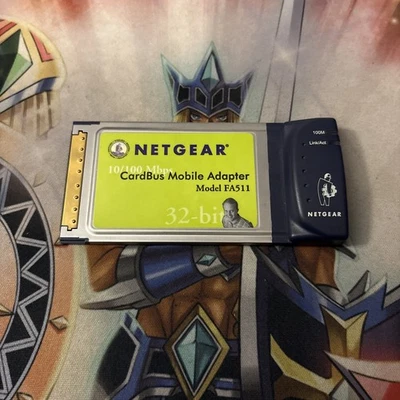 100M
Link/Act
NETGEAR®
10/100 Mbps
CardBus Mobile Adapter
Model FA511
32-bit
NETGEAR